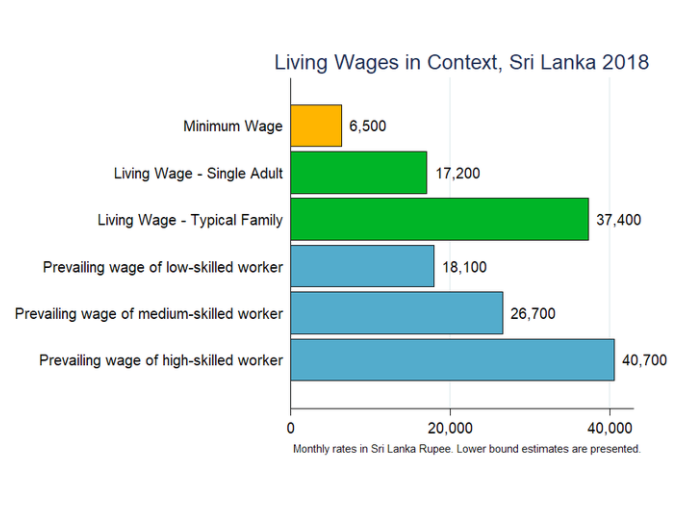 Living Wages in Context, Sri Lanka 2018
Minimum Wage 6,500
Living Wage - Single Adult 17,200
Living Wage - Typical Family 37,400
Prevailing wage of low-skilled worker 18,100
Prevailing wage of medium-skilled worker 26,700
Prevailing wage of high-skilled worker 40,700
0 20,000 40,000
Monthly rates in Sri Lanka Rupee. Lower bound estimates are presented.